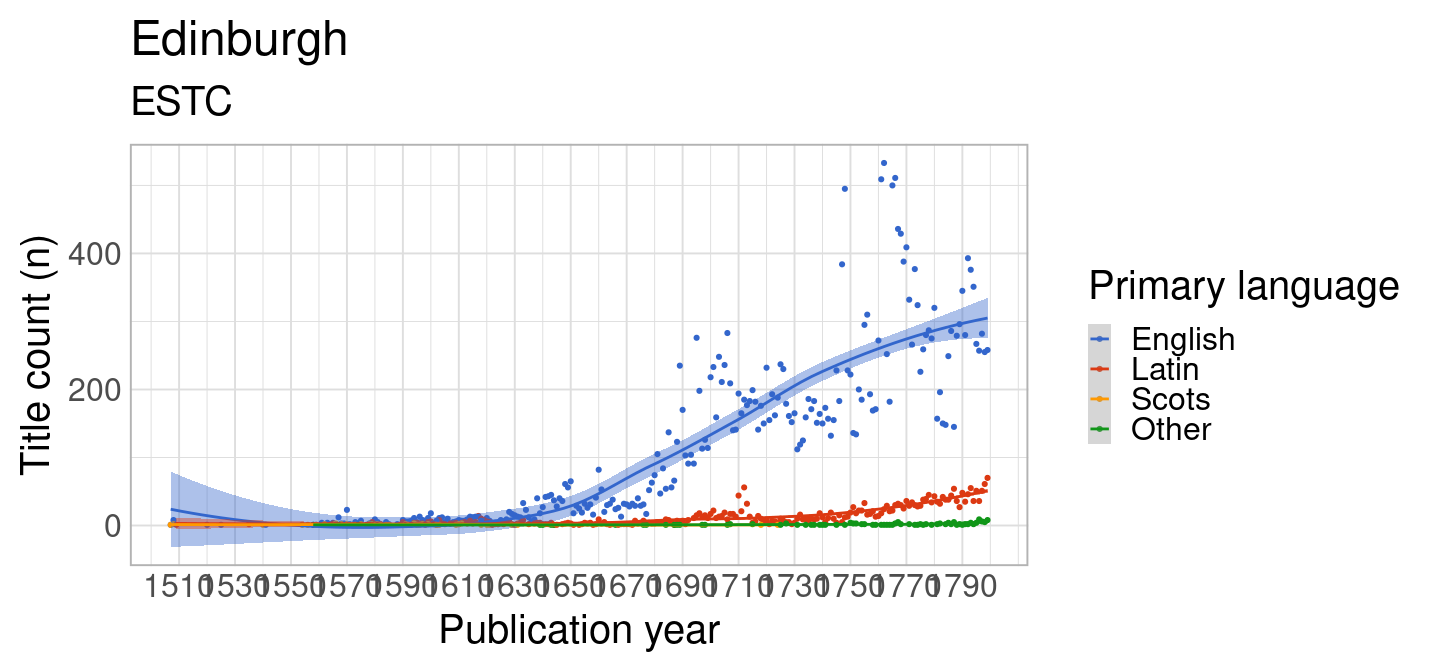 Edinburgh
ESTC
Title count (n)
400
200
0
1510 1530 1550 1570 1590 1610 1630 1650 1670 1690 1710 1730 1750 1770 1790
Publication year
Primary language
English
Latin
Scots
Other